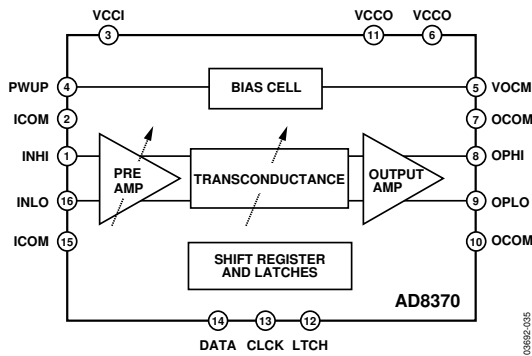 VCCI
VCCO
VCCO
3
11
6
PWUP 4
BIAS CELL
5 VOCM
ICOM 2
7 OCOM
INHI 1
PRE AMP
TRANSCONDUCTANCE
OUTPUT AMP
8 OPHI
INLO 16
9 OPLO
ICOM 15
10 OCOM
SHIFT REGISTER
AND LATCHES
AD8370
14
13
12
DATA CLCK LTCH
03692-035